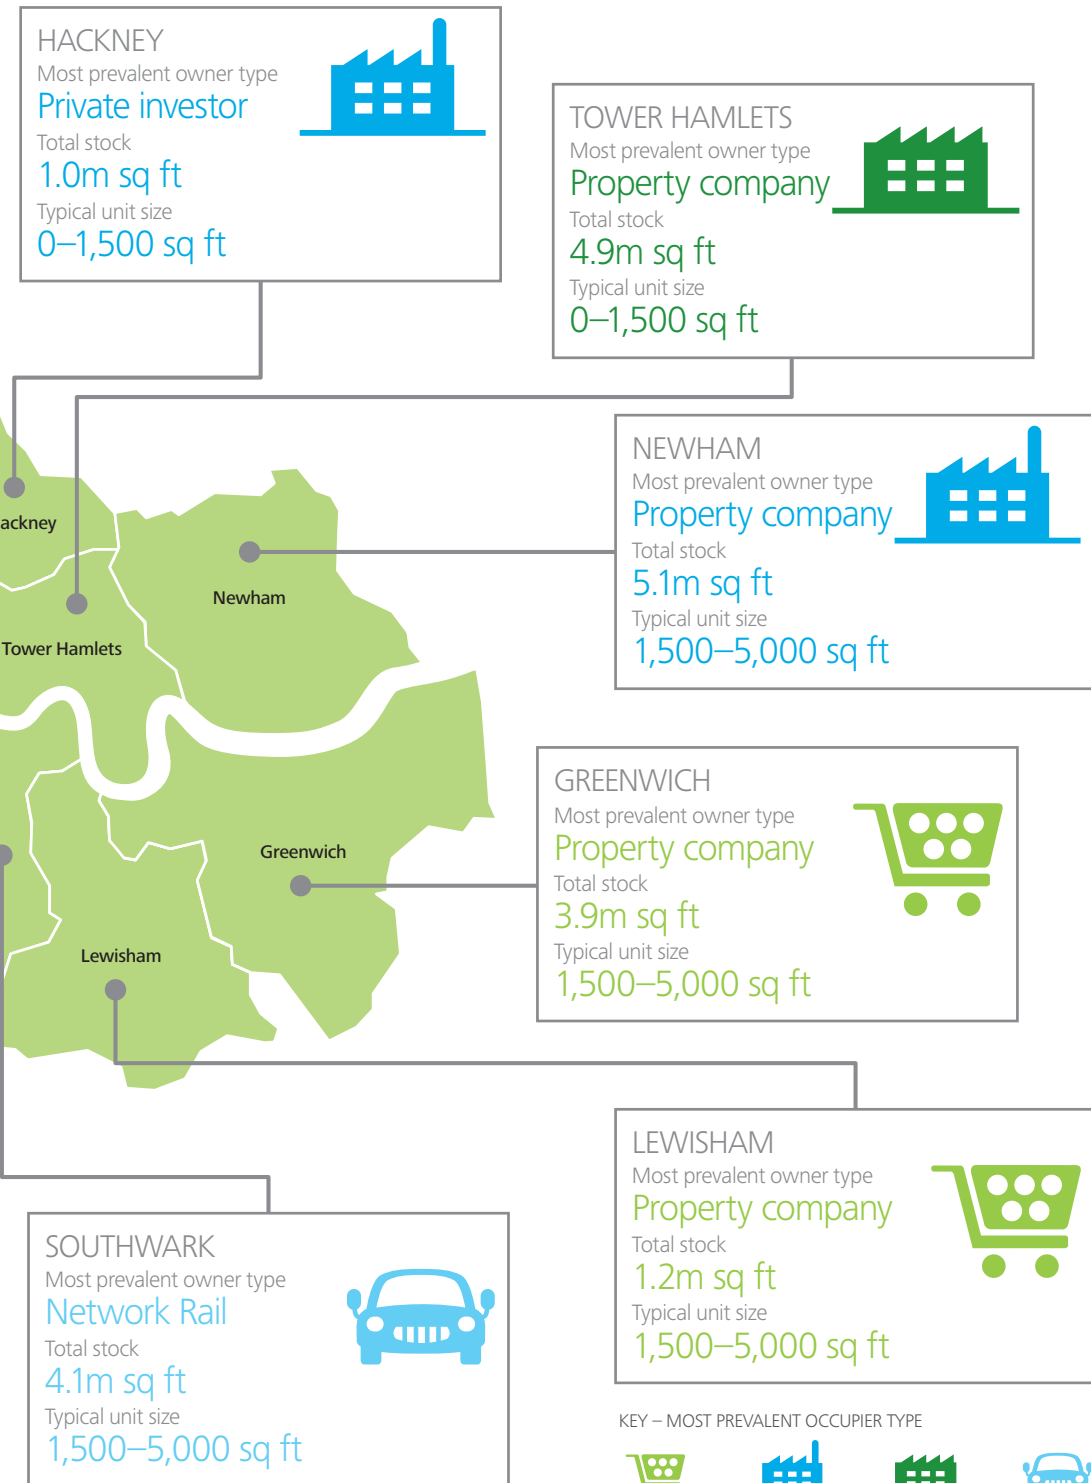 HACKNEY
Most prevalent owner type
Private investor
Total stock
1.0m sq ft
Typical unit size
0–1,500 sq ft
TOWER HAMLETS
Most prevalent owner type
Property company
Total stock
4.9m sq ft
Typical unit size
0–1,500 sq ft
NEWHAM
Most prevalent owner type
Property company
Total stock
5.1m sq ft
Typical unit size
1,500–5,000 sq ft
ackney
Newham
Tower Hamlets
Greenwich
Lewisham
GREENWICH
Most prevalent owner type
Property company
Total stock
3.9m sq ft
Typical unit size
1,500–5,000 sq ft
LEWISHAM
Most prevalent owner type
Property company
Total stock
1.2m sq ft
Typical unit size
1,500–5,000 sq ft
SOUTHWARK
Most prevalent owner type
Network Rail
Total stock
4.1m sq ft
Typical unit size
1,500–5,000 sq ft
KEY – MOST PREVALENT OCCUPIER TYPE